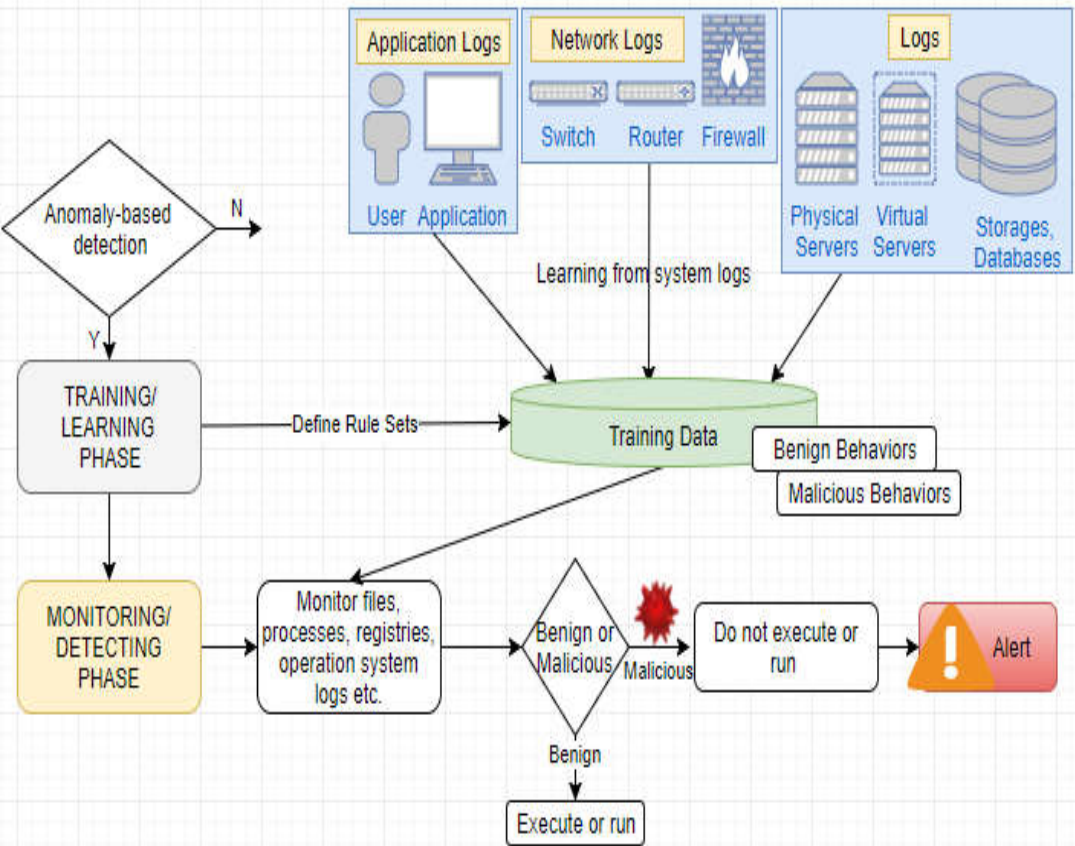 Application Logs
User
Application
Network Logs
Switch
Router
Firewall
Logs
Physical
Servers
Virtual
Servers
Storages,
Databases
Anomaly-based
detection
N
Y
Learning from system logs
TRAINING/
LEARNING
PHASE
Define Rule Sets
Training Data
Benign Behaviors
Malicious Behaviors
MONITORING/
DETECTING
PHASE
Monitor files,
processes, registries,
operation system
logs etc.
Benign or
Malicious
Malicious
Do not execute or
run
Alert
Benign
Execute or run